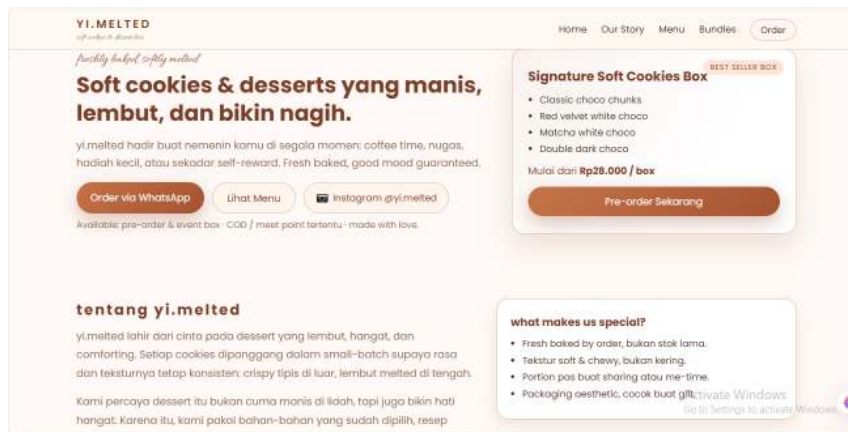 YI.MELTED
soft cookies & dessert box
Home Our Story Menu Bundles Order
freshly baked, softly melted
Soft cookies & desserts yang manis,
lembut, dan bikin nagih.
yi.melted hadir buat nemenin kamu di segala momen: coffee time, nugas,
hadiah kecil, atau sekadar self-reward. Fresh baked, good mood guaranteed.
Order via WhatsApp Lihat Menu Instagram @yi.melted
Available: pre-order & event box · COD / meet point tertentu · made with love.
BEST SELLER BOX
Signature Soft Cookies Box
Classic choco chunks
Red velvet white choco
Matcha white choco
Double dark choco
Mulai dari Rp28.000 / box
Pre-order Sekarang
tentang yi.melted
yi.melted lahir dari cinta pada dessert yang lembut, hangat, dan
comforting. Setiap cookies dipanggang dalam small-batch supaya rasa
dan teksturnya tetap konsisten: crispy tipis di luar, lembut melted di tengah.
Kami percaya dessert itu bukan cuma manis di lidah, tapi juga bikin hati
hangat. Karena itu, kami pakai bahan-bahan yang sudah dipilih, resep
what makes us special?
Fresh baked by order, bukan stok lama.
Tekstur soft & chewy, bukan kering.
Portion pas buat sharing atau me-time.
Packaging aesthetic, cocok buat gift.
Activate Windows
Go to Settings to activate Windows.